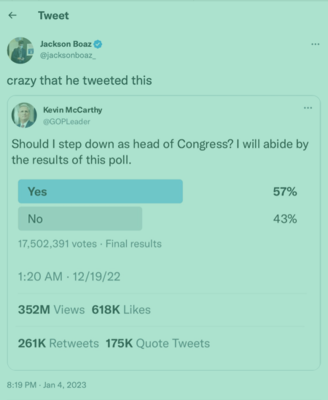 Tweet
Jackson Boaz
@jacksonboaz_
crazy that he tweeted this
Kevin McCarthy
@GOPLeader
Should I step down as head of Congress? I will abide by
the results of this poll.
Yes 57%
No 43%
17,502,391 votes · Final results
1:20 AM · 12/19/22
352M Views 618K Likes
261K Retweets 175K Quote Tweets
8:19 PM · Jan 4, 2023